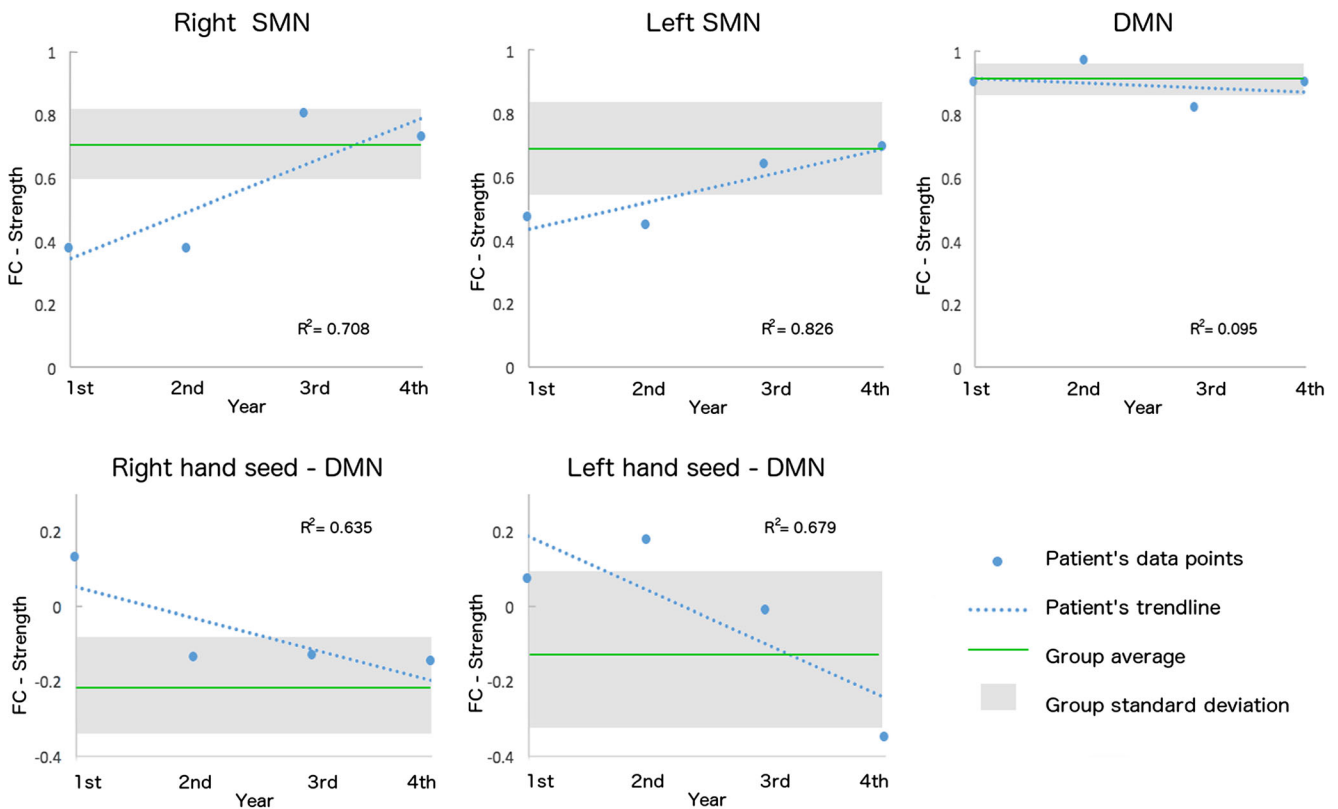 Right SMN
1
0.8
0.6
0.4
0.2
0
FC - Strength
R²= 0.708
1st 2nd 3rd 4th
Year
Left SMN
1
0.8
0.6
0.4
0.2
0
FC - Strength
R²= 0.826
1st 2nd 3rd 4th
Year
DMN
1
0.8
0.6
0.4
0.2
0
FC - Strength
R²= 0.095
1st 2nd 3rd 4th
Year
Right hand seed - DMN
0.2
0
-0.2
-0.4
FC - Strength
R²= 0.635
1st 2nd 3rd 4th
Year
Left hand seed - DMN
0.2
0
-0.2
-0.4
FC - Strength
R²= 0.679
1st 2nd 3rd 4th
Year
Patient's data points
Patient's trendline
Group average
Group standard deviation